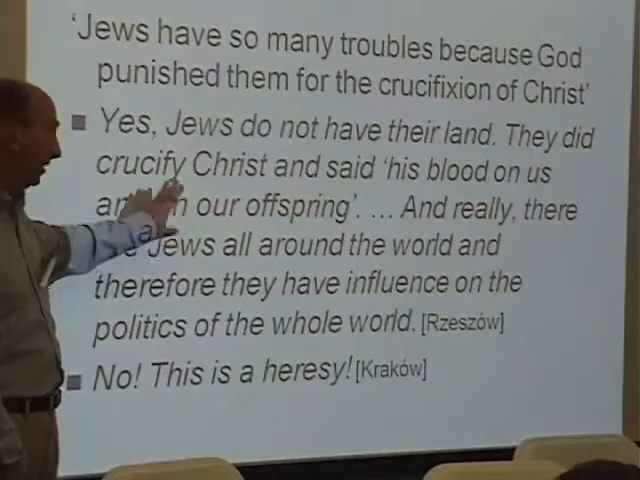 ‘Jews have so many troubles because God
punished them for the crucifixion of Christ’
Yes, Jews do not have their land. They did
crucify Christ and said ‘his blood on us
our offspring’. … And really, there
Jews all around the world and
therefore they have influence on the
politics of the whole world. [Rzeszów]
No! This is a heresy! [Kraków]